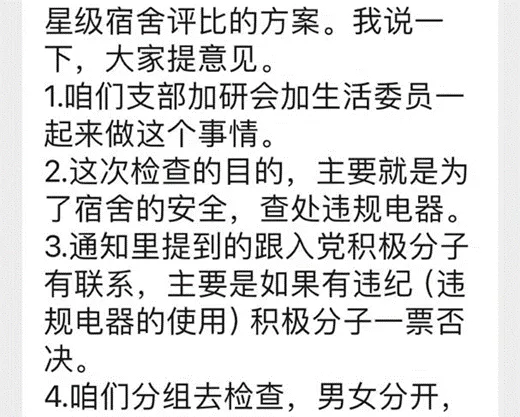 星级宿舍评比的方案。我说一
下，大家提意见。
1.咱们支部加研会加生活委员一
起来做这个事情。
2.这次检查的目的，主要就是为
了宿舍的安全，查处违规电器。
3.通知里提到的跟入党积极分子
有联系，主要是如果有违纪（违
规电器的使用）积极分子一票否
决。
4.咱们分组去检查，男女分开，